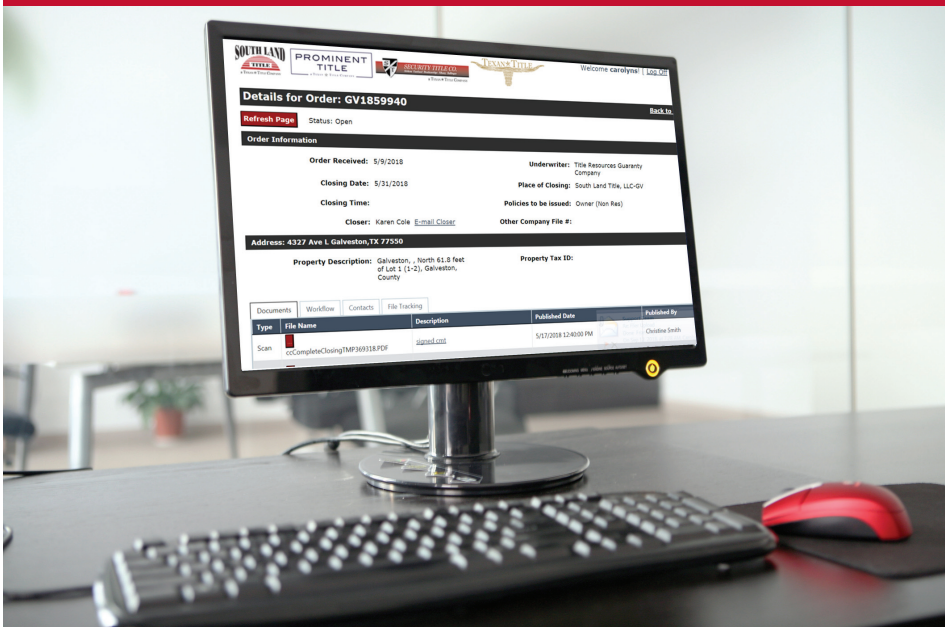 SOUTH LAND
TITLE
PROMINENT
TITLE
SECURITY TITLE CO.
TEXAN TITLE
Welcome carolyns! | Log Off
Details for Order: GV1859940
Back to
Refresh Page
Status: Open
Order Information
Order Received: 5/9/2018
Underwriter: Title Resources Guaranty
Company
Closing Date: 5/31/2018
Place of Closing: South Land Title, LLC-GV
Closing Time:
Policies to be issued: Owner (Non Res)
Closer: Karen Cole E-mail Closer
Other Company File #:
Address: 4327 Ave L Galveston,TX 77550
Property Description: Galveston, , North 61.8 feet
of Lot 1 (1-2), Galveston,
County
Property Tax ID:
Documents Workflow Contacts File Tracking
Type File Name Description Published Date Published By
Scan ccCompleteClosingTMP369318.PDF signed cmt 5/17/2018 12:40:00 PM Christine Smith